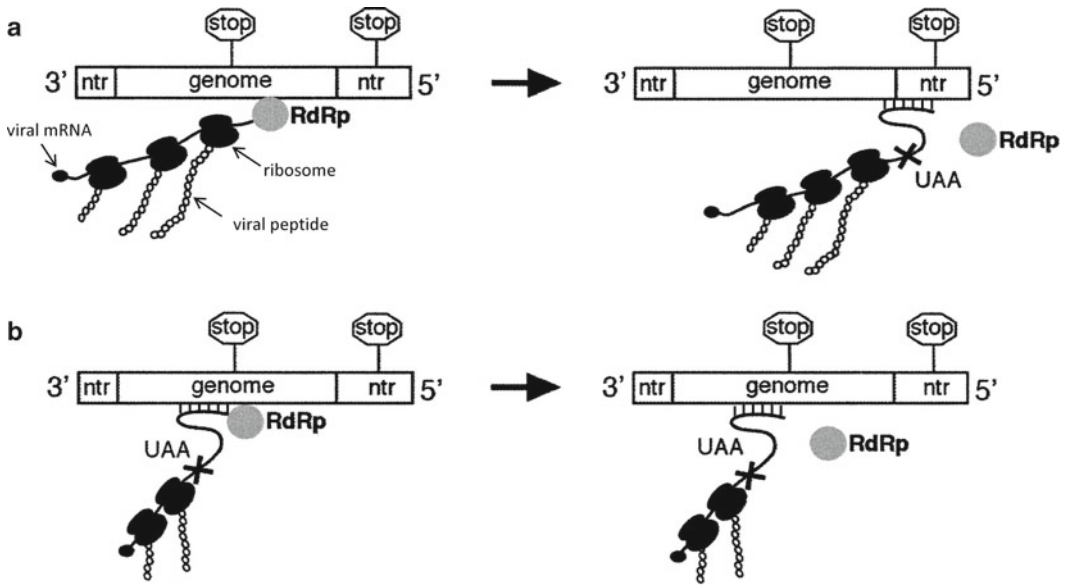 a
stop stop stop stop
3’ ntr genome ntr 5’ 3’ ntr genome ntr 5’
RdRp
viral mRNA
ribosome
viral peptide
RdRp
UAA
b
stop stop stop stop
3’ ntr genome ntr 5’ 3’ ntr genome ntr 5’
RdRp
UAA
RdRp
UAA